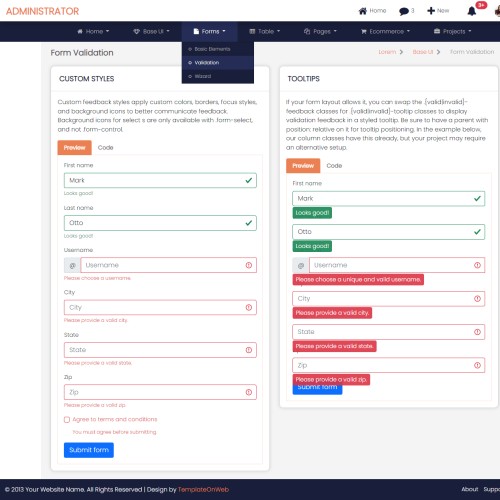 ADMINISTRATOR
Home 3 New 9+
Home Base UI Forms Table Pages Ecommerce Projects
Basic Elements
Validation
Wizard
Form Validation
Lorem Base UI Form Validation
CUSTOM STYLES
Custom feedback styles apply custom colors, borders, focus styles,
and background icons to better communicate feedback.
Background icons for select s are only available with .form-select,
and not .form-control.
Preview Code
First name
Mark
Looks good!
Last name
Otto
Looks good!
Username
@ Username
Please choose a username.
City
City
Please provide a valid city.
State
State
Please provide a valid state.
Zip
Zip
Please provide a valid zip.
Agree to terms and conditions
You must agree before submitting.
Submit form
TOOLTIPS
If your form layout allows it, you can swap the .{valid|invalid}-
feedback classes for .{valid|invalid}-tooltip classes to display
validation feedback in a styled tooltip. Be sure to have a parent with
position: relative on it for tooltip positioning. In the example below,
our column classes have this already, but your project may require
an alternative setup.
Preview Code
First name
Mark
Looks good!
Otto
Looks good!
@ Username
Please choose a unique and valid username.
City
Please provide a valid city.
State
Please provide a valid state.
Zip
Please provide a valid zip.
Submit form
© 2013 Your Website Name. All Rights Reserved | Design by TemplateOnWeb
About Suppo